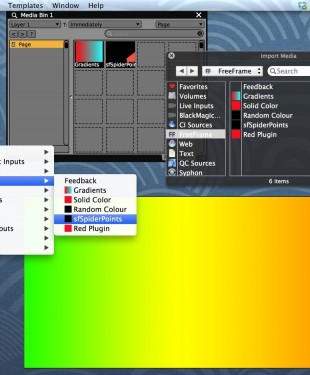 Templates Window Help
Media Bin 1
Layer 1 T: Immediately Page
< > ?
Page
Gradients sfSpiderPoints
Import Media
FreeFrame Search
Favorites
Volumes
Live Inputs
BlackMagic...
CI Sources
FreeFrame
Web
Text
QC Sources
Syphon
Feedback
Gradients
Solid Color
Random Colour
sfSpiderPoints
Red Plugin
6 items
t Inputs
s
outs
Feedback
Gradients
Solid Color
Random Colour
sfSpiderPoints
Red Plugin